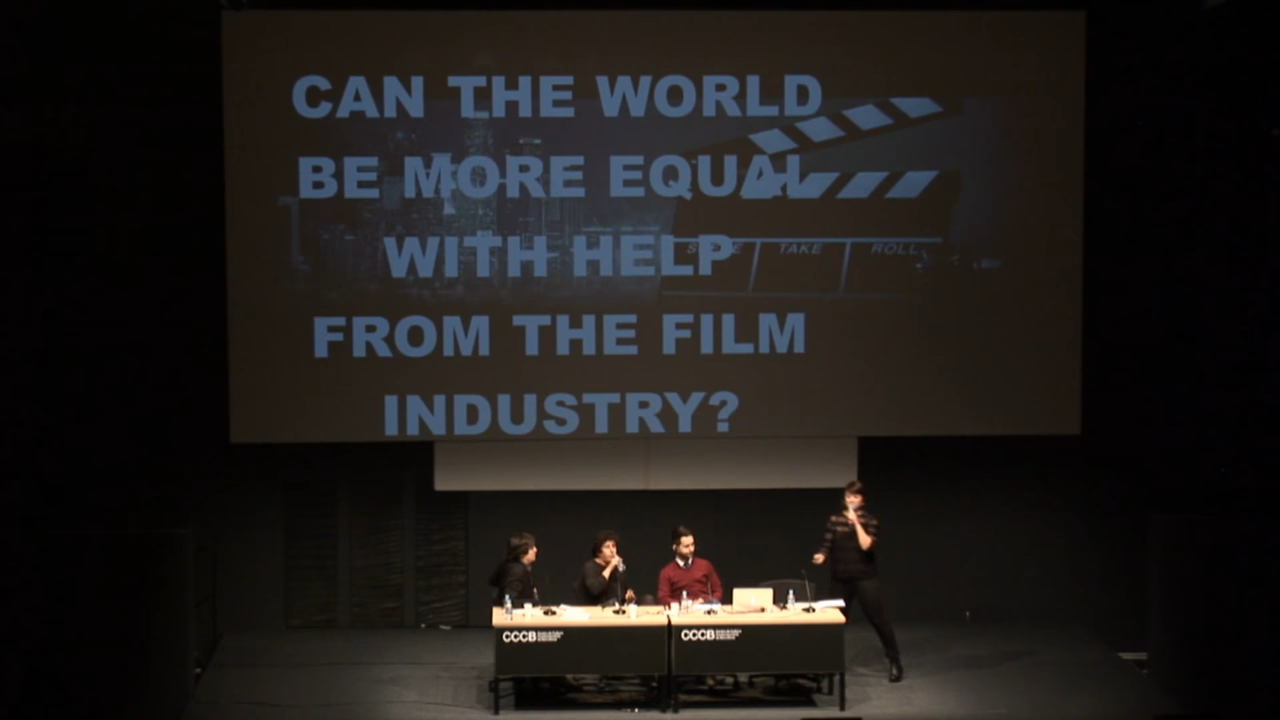 CAN THE WORLD
BE MORE EQUAL
WITH HELP
FROM THE FILM
INDUSTRY?
TAKE
ROLL
CCCB
CCCB